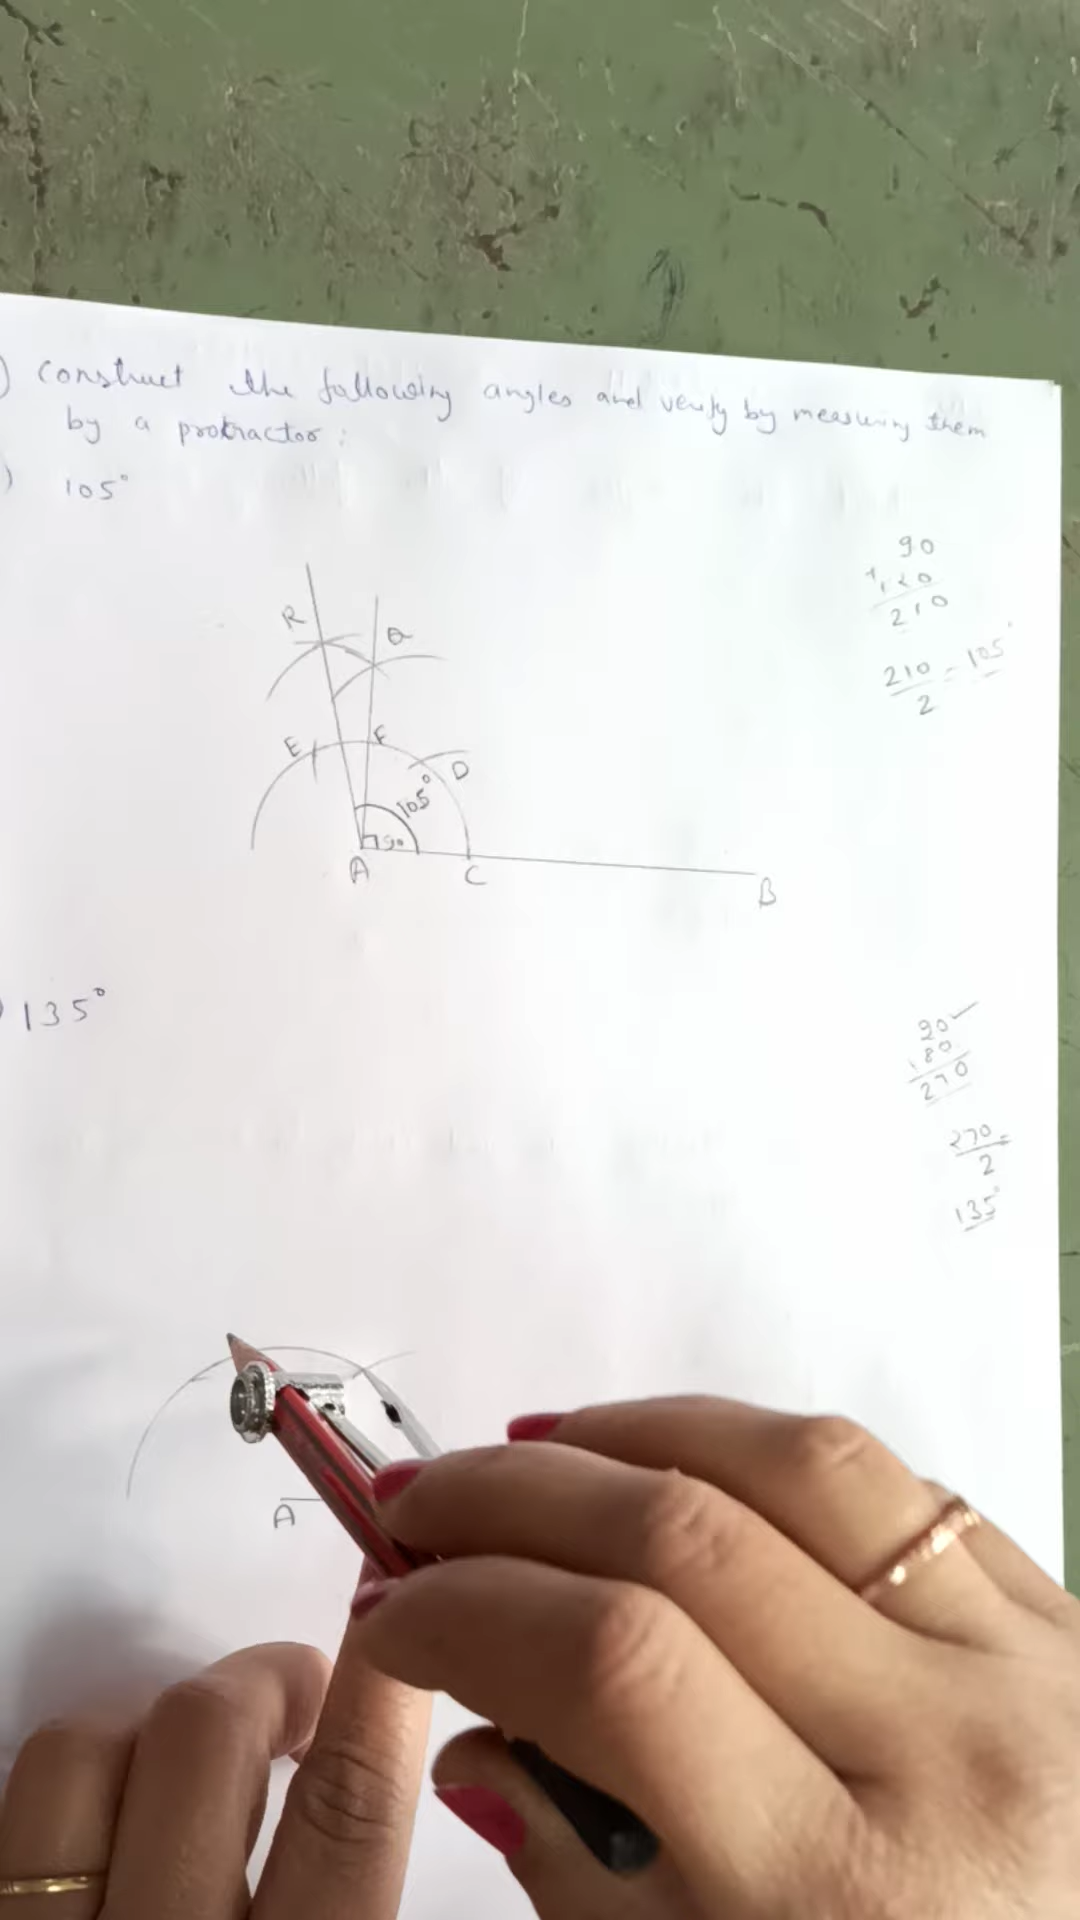 ) construct the following angles and verify by measuring them
by a protractor :
) 105°
90
+120
210
210/2 = 105°
R
Q
E
F
D
105°
90
A
C
B
) 135°
90
180
270
270/2 =
135°
A